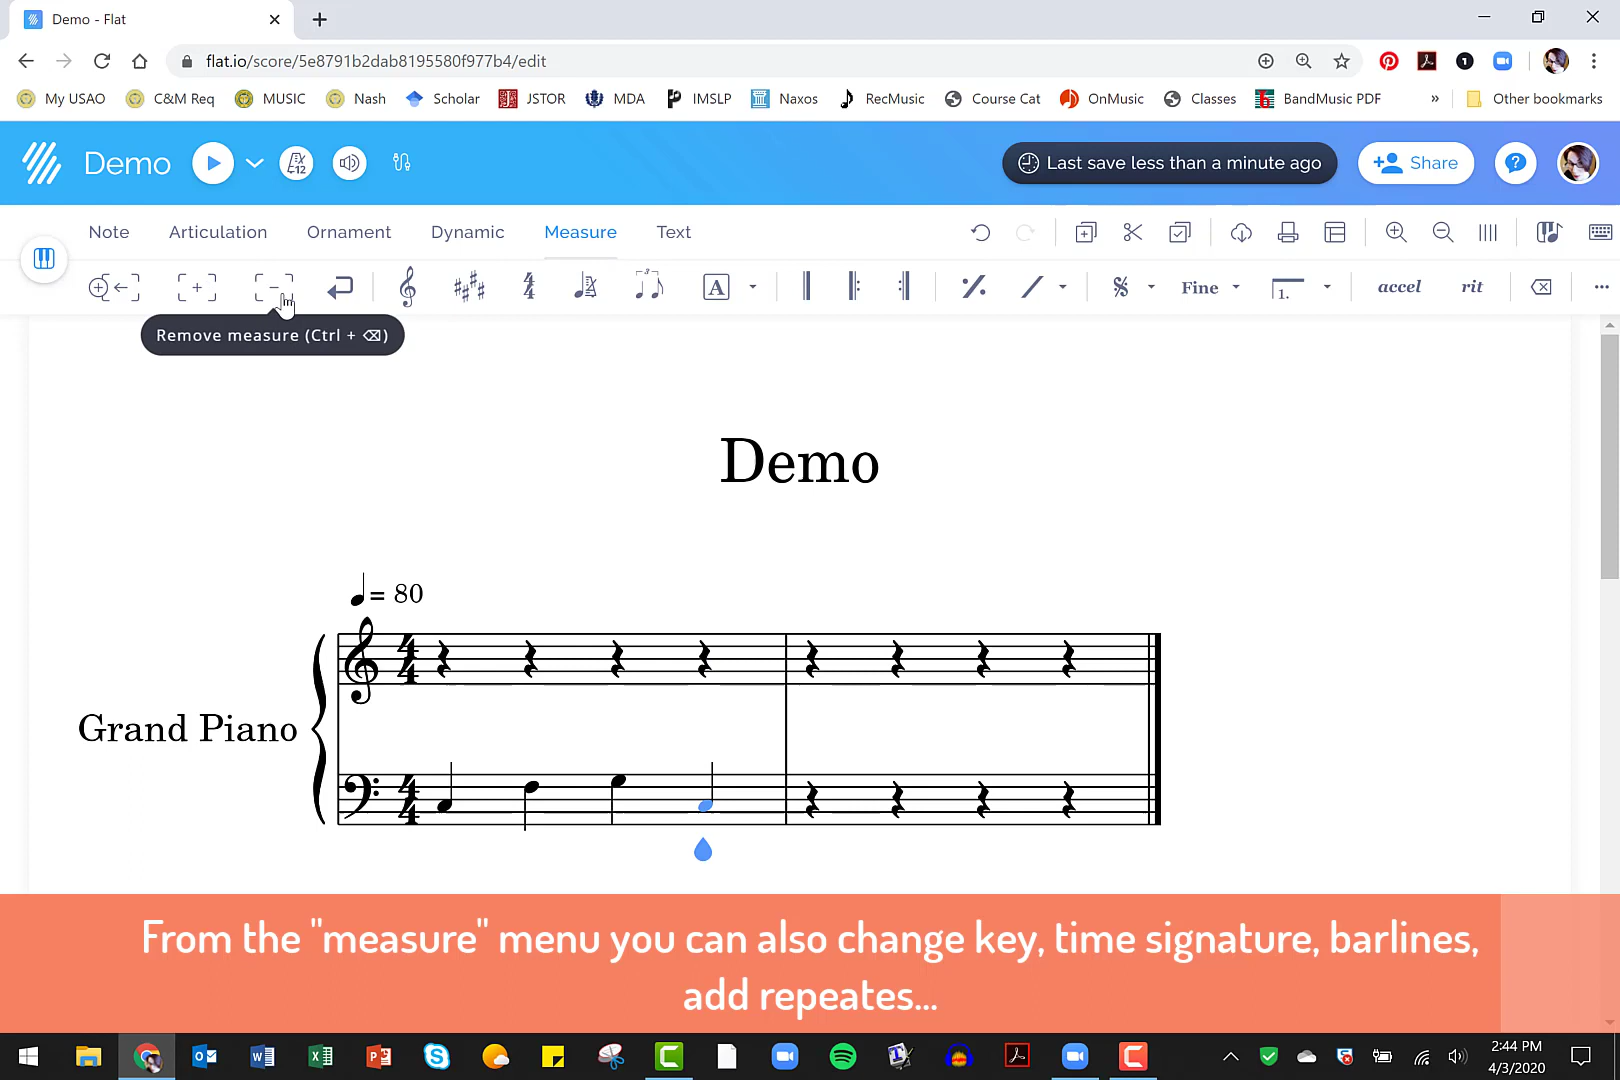 Demo - Flat
flat.io/score/5e8791b2dab8195580f977b4/edit
My USAO C&M Req MUSIC Nash Scholar JSTOR MDA IMSLP Naxos RecMusic Course Cat OnMusic Classes BandMusic PDF » Other bookmarks
Demo 12 Last save less than a minute ago Share
Note Articulation Ornament Dynamic Measure Text
A Fine 1. accel rit
Remove measure (Ctrl + ⌫)
Demo
= 80
Grand Piano
From the "measure" menu you can also change key, time signature, barlines,
add repeates...
2:44 PM
4/3/2020